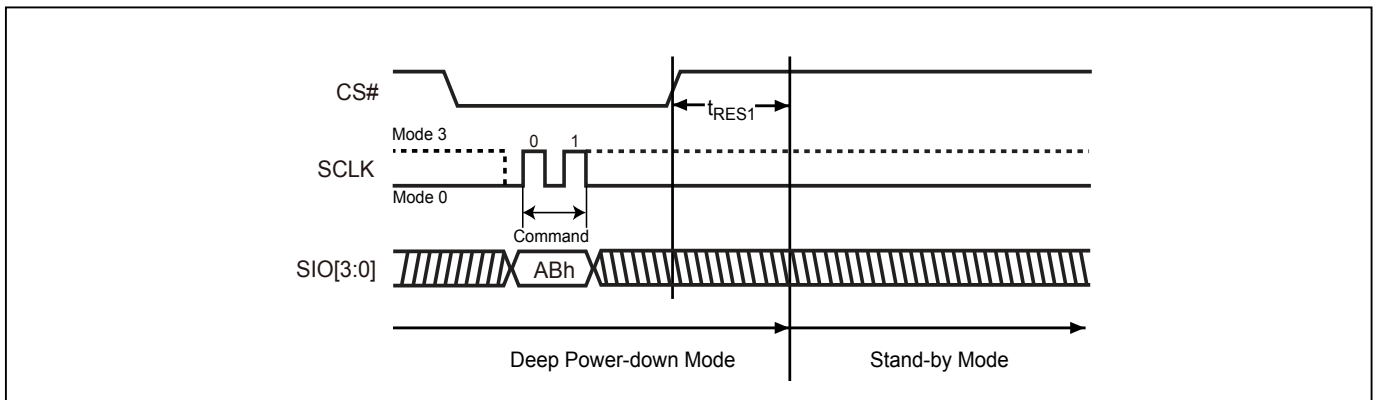 CS#
tRES1
Mode 3
0 1
SCLK
Mode 0
Command
SIO[3:0]
ABh
Deep Power-down Mode
Stand-by Mode